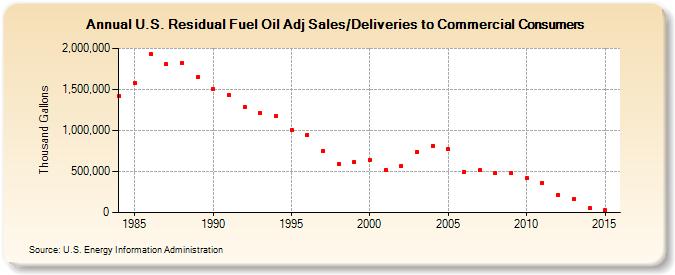 Annual U.S. Residual Fuel Oil Adj Sales/Deliveries to Commercial Consumers
Thousand Gallons
2,000,000
1,500,000
1,000,000
500,000
0
1985 1990 1995 2000 2005 2010 2015
Source: U.S. Energy Information Administration